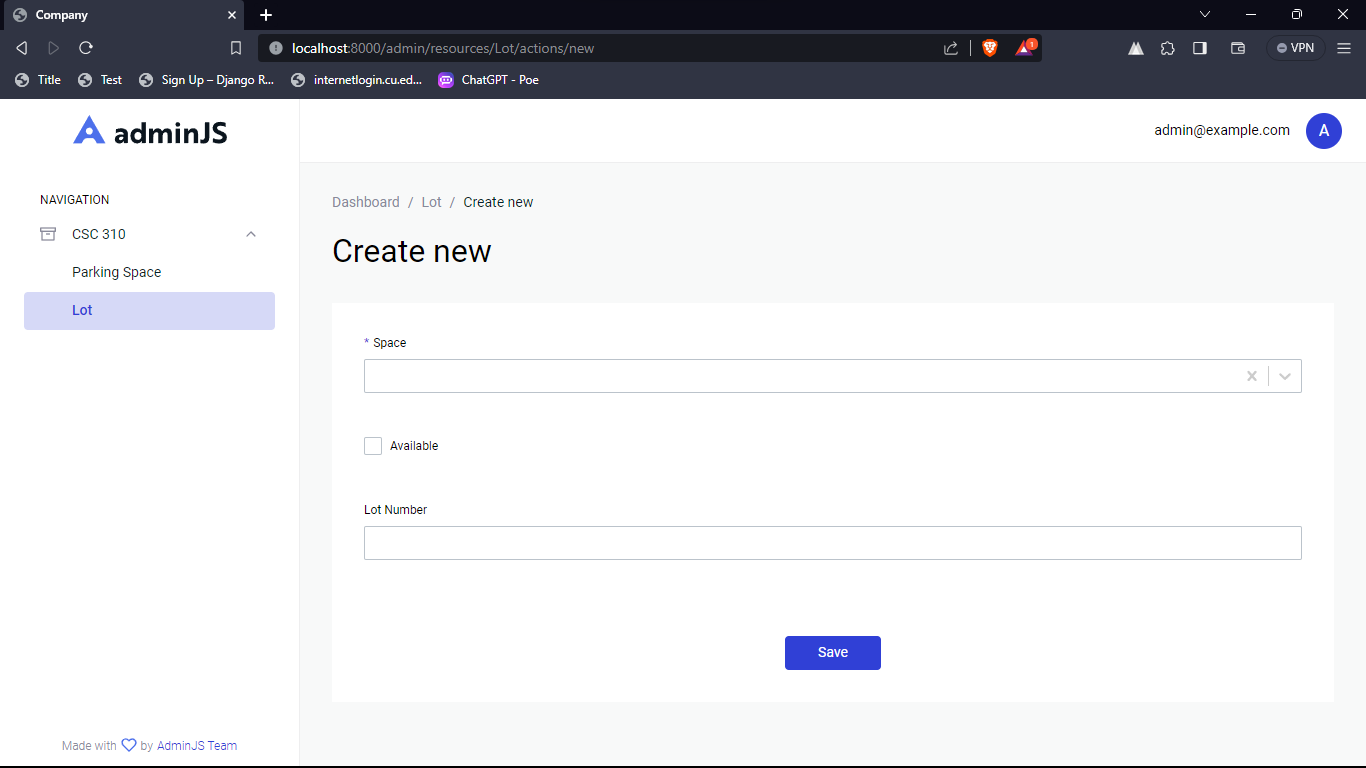 Company
localhost:8000/admin/resources/Lot/actions/new
1
VPN
Title
Test
Sign Up – Django R...
internetlogin.cu.ed...
ChatGPT - Poe
adminJS
admin@example.com
A
NAVIGATION
CSC 310
Parking Space
Lot
Dashboard / Lot / Create new
Create new
* Space
Available
Lot Number
Save
Made with by AdminJS Team